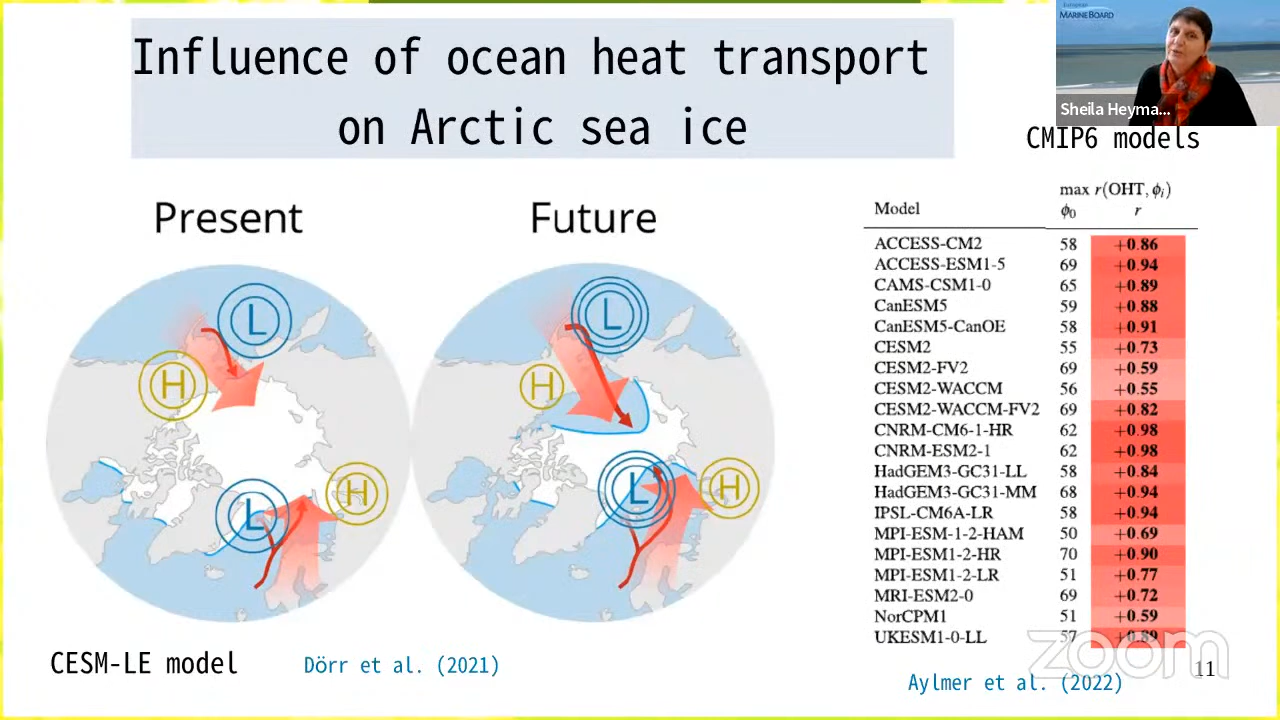 Influence of ocean heat transport
on Arctic sea ice
European
MARINE BOARD
Sheila Heyma...
CMIP6 models
Present
Future
L
H
L
H
L
H
L
H
max r(OHT, ϕi)
Model ϕ0 r
ACCESS-CM2 58 +0.86
ACCESS-ESM1-5 69 +0.94
CAMS-CSM1-0 65 +0.89
CanESM5 59 +0.88
CanESM5-CanOE 58 +0.91
CESM2 55 +0.73
CESM2-FV2 69 +0.59
CESM2-WACCM 56 +0.55
CESM2-WACCM-FV2 69 +0.82
CNRM-CM6-1-HR 62 +0.98
CNRM-ESM2-1 62 +0.98
HadGEM3-GC31-LL 58 +0.84
HadGEM3-GC31-MM 68 +0.94
IPSL-CM6A-LR 58 +0.94
MPI-ESM-1-2-HAM 50 +0.69
MPI-ESM1-2-HR 70 +0.90
MPI-ESM1-2-LR 51 +0.77
MRI-ESM2-0 69 +0.72
NorCPM1 51 +0.59
UKESM1-0-LL 57 +0.89
zoom
CESM-LE model
Dörr et al. (2021)
Aylmer et al. (2022)
11